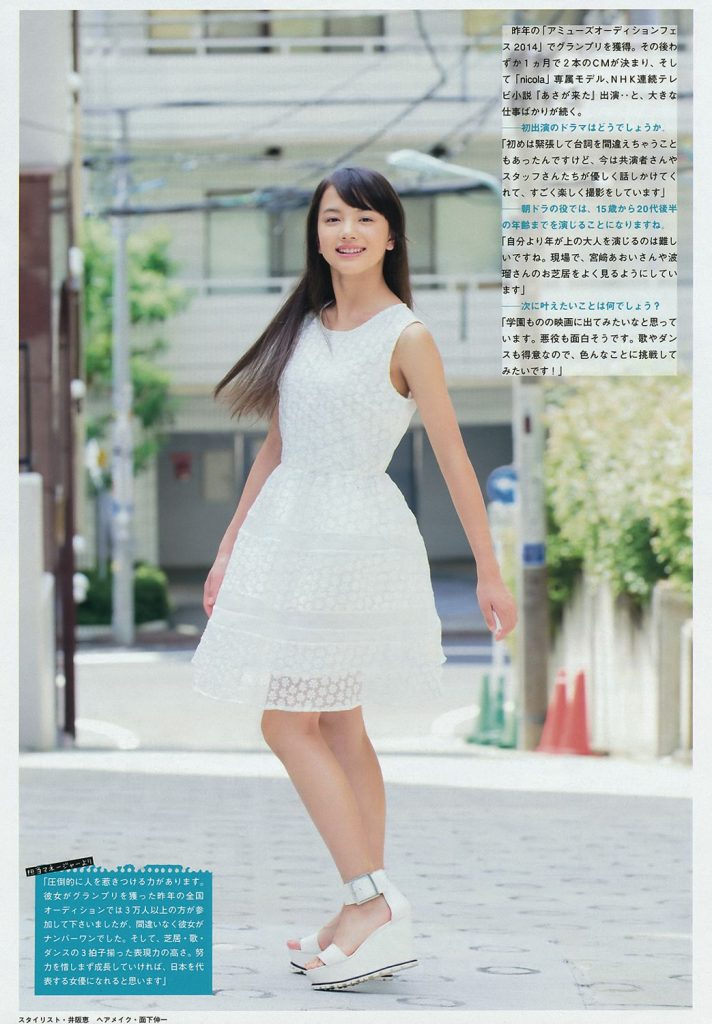 昨年の「アミューズオーディションフェ
ス2014」でグランプリを獲得。その後わ
ずか1ヵ月で2本のCMが決まり、そし
て「nicola」専属モデル、NHK連続テレ
ビ小説『あさが来た』出演‥と、大きな
仕事ばかりが続く。
──初出演のドラマはどうでしょうか。
「初めは緊張して台詞を間違えちゃうこと
もあったんですけど、今は共演者さんや
スタッフさんたちが優しく話しかけてく
れて、すごく楽しく撮影をしています」
──朝ドラの役では、15歳から20代後半
の年齢までを演じることになりますね。
「自分より年が上の大人を演じるのは難し
いですね。現場で、宮﨑あおいさんや波
瑠さんのお芝居をよく見るようにしてい
ます」
──次に叶えたいことは何でしょう？
「学園ものの映画に出てみたいなと思って
います。悪役も面白そうです。歌やダン
スも得意なので、色んなことに挑戦して
みたいです！」
担当マネージャーより
「圧倒的に人を惹きつける力があります。
彼女がグランプリを獲った昨年の全国
オーディションでは3万人以上の方が参
加して下さいましたが、間違いなく彼女が
ナンバーワンでした。そして、芝居・歌・
ダンスの3拍子揃った表現力の高さ。努
力を惜しまず成長していければ、日本を代
表する女優になれると思います」
スタイリスト・井阪恵　ヘアメイク・面下伸一